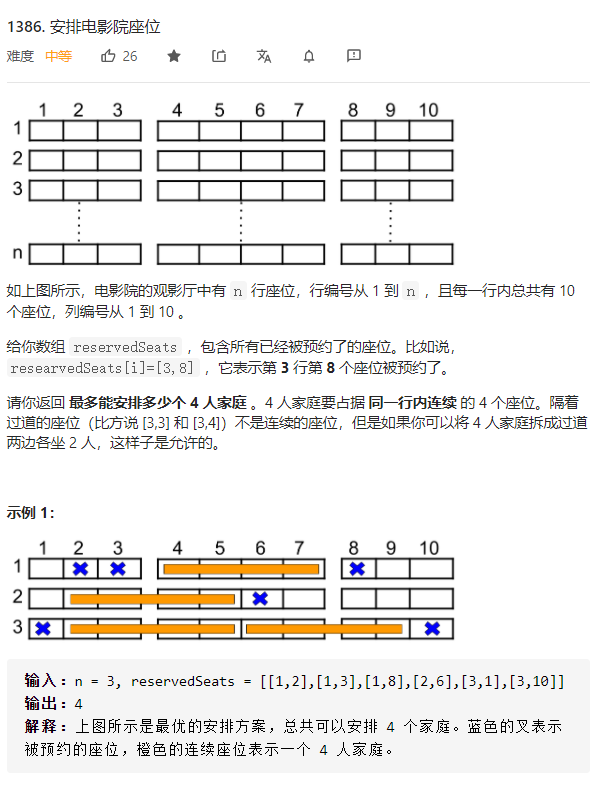 1386. 安排电影院座位
难度 中等 26
1 2 3 4 5 6 7 8 9 10
1
2
3
n
如上图所示，电影院的观影厅中有 n 行座位，行编号从 1 到 n ，且每一行内总共有 10
个座位，列编号从 1 到 10 。
给你数组 reservedSeats ，包含所有已经被预约了的座位。比如说，
researvedSeats[i]=[3,8] ，它表示第 3 行第 8 个座位被预约了。
请你返回 最多能安排多少个 4 人家庭 。4 人家庭要占据 同一行内连续 的 4 个座位。隔着
过道的座位（比方说 [3,3] 和 [3,4]）不是连续的座位，但是如果你可以将 4 人家庭拆成过道
两边各坐 2 人，这样子是允许的。
示例 1：
1 2 3 4 5 6 7 8 9 10
1
2
3
输入：n = 3, reservedSeats = [[1,2],[1,3],[1,8],[2,6],[3,1],[3,10]]
输出：4
解释：上图所示是最优的安排方案，总共可以安排 4 个家庭。蓝色的叉表示
被预约的座位，橙色的连续座位表示一个 4 人家庭。